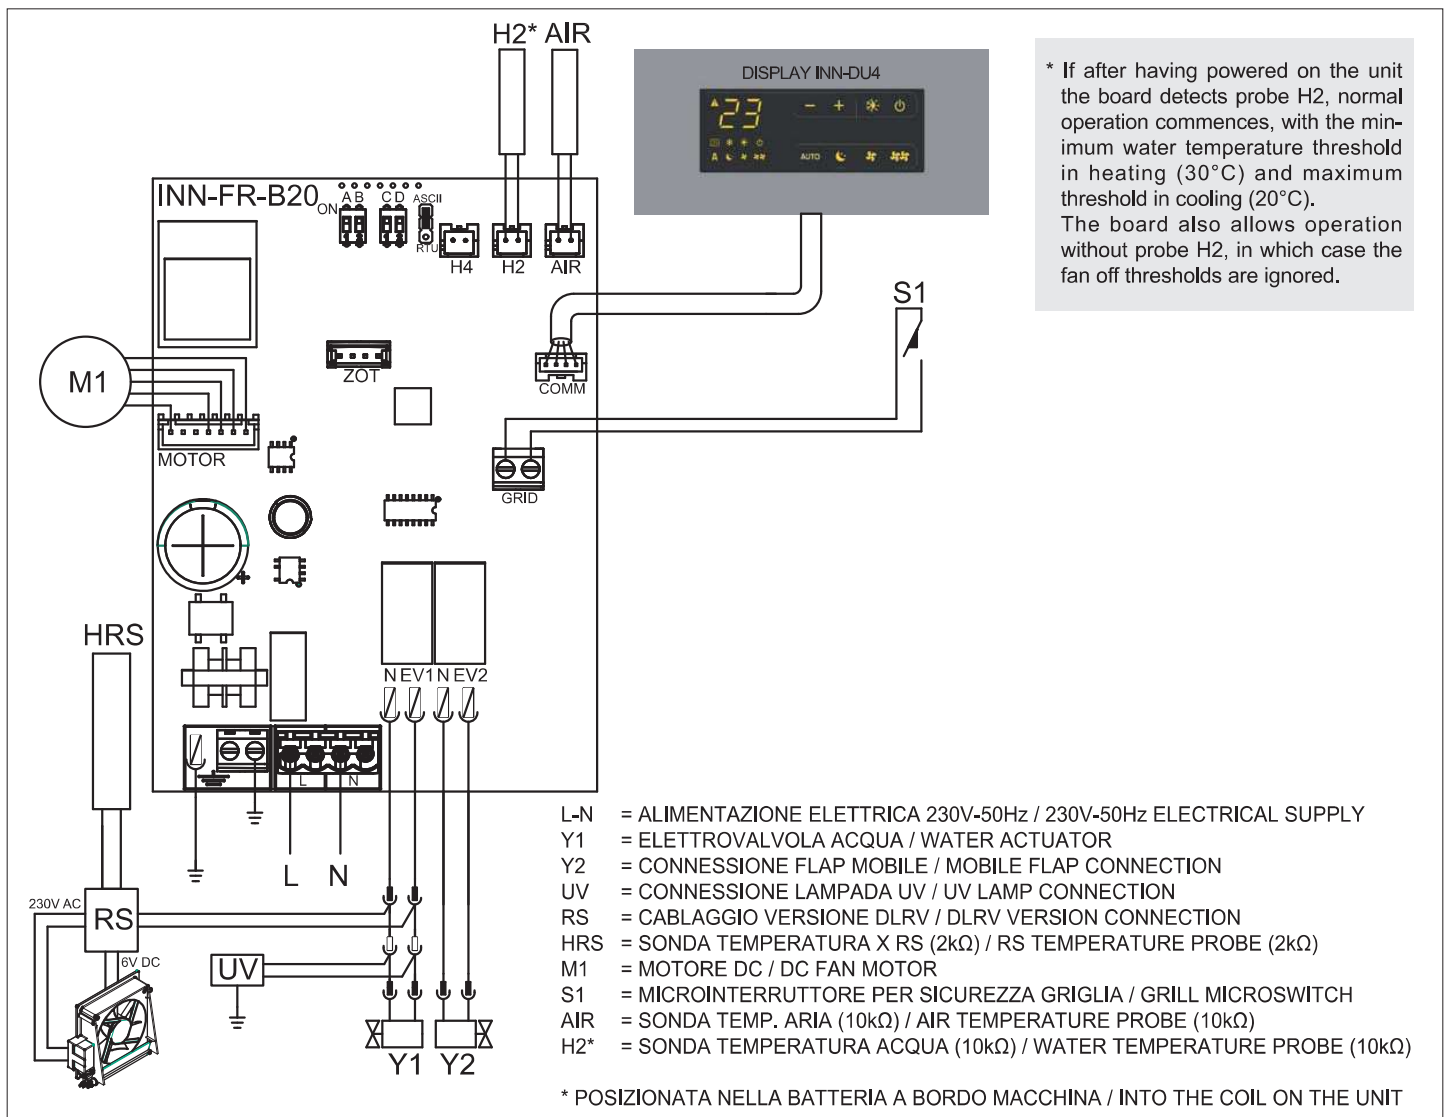 H2* AIR
DISPLAY INN-DU4
23
AUTO
A
* If after having powered on the unit
the board detects probe H2, normal
operation commences, with the min-
imum water temperature threshold
in heating (30°C) and maximum
threshold in cooling (20°C).
The board also allows operation
without probe H2, in which case the
fan off thresholds are ignored.
INN-FR-B20
ON
A B
C D
ASCII
RTU
H4
H2
AIR
S1
ZOT
COMM
M1
MOTOR
GRID
HRS
N EV1 N EV2
L
N
L N
230V AC
RS
6V DC
UV
Y1 Y2
L-N = ALIMENTAZIONE ELETTRICA 230V-50Hz / 230V-50Hz ELECTRICAL SUPPLY
Y1 = ELETTROVALVOLA ACQUA / WATER ACTUATOR
Y2 = CONNESSIONE FLAP MOBILE / MOBILE FLAP CONNECTION
UV = CONNESSIONE LAMPADA UV / UV LAMP CONNECTION
RS = CABLAGGIO VERSIONE DLRV / DLRV VERSION CONNECTION
HRS = SONDA TEMPERATURA X RS (2kΩ) / RS TEMPERATURE PROBE (2kΩ)
M1 = MOTORE DC / DC FAN MOTOR
S1 = MICROINTERRUTTORE PER SICUREZZA GRIGLIA / GRILL MICROSWITCH
AIR = SONDA TEMP. ARIA (10kΩ) / AIR TEMPERATURE PROBE (10kΩ)
H2* = SONDA TEMPERATURA ACQUA (10kΩ) / WATER TEMPERATURE PROBE (10kΩ)
* POSIZIONATA NELLA BATTERIA A BORDO MACCHINA / INTO THE COIL ON THE UNIT